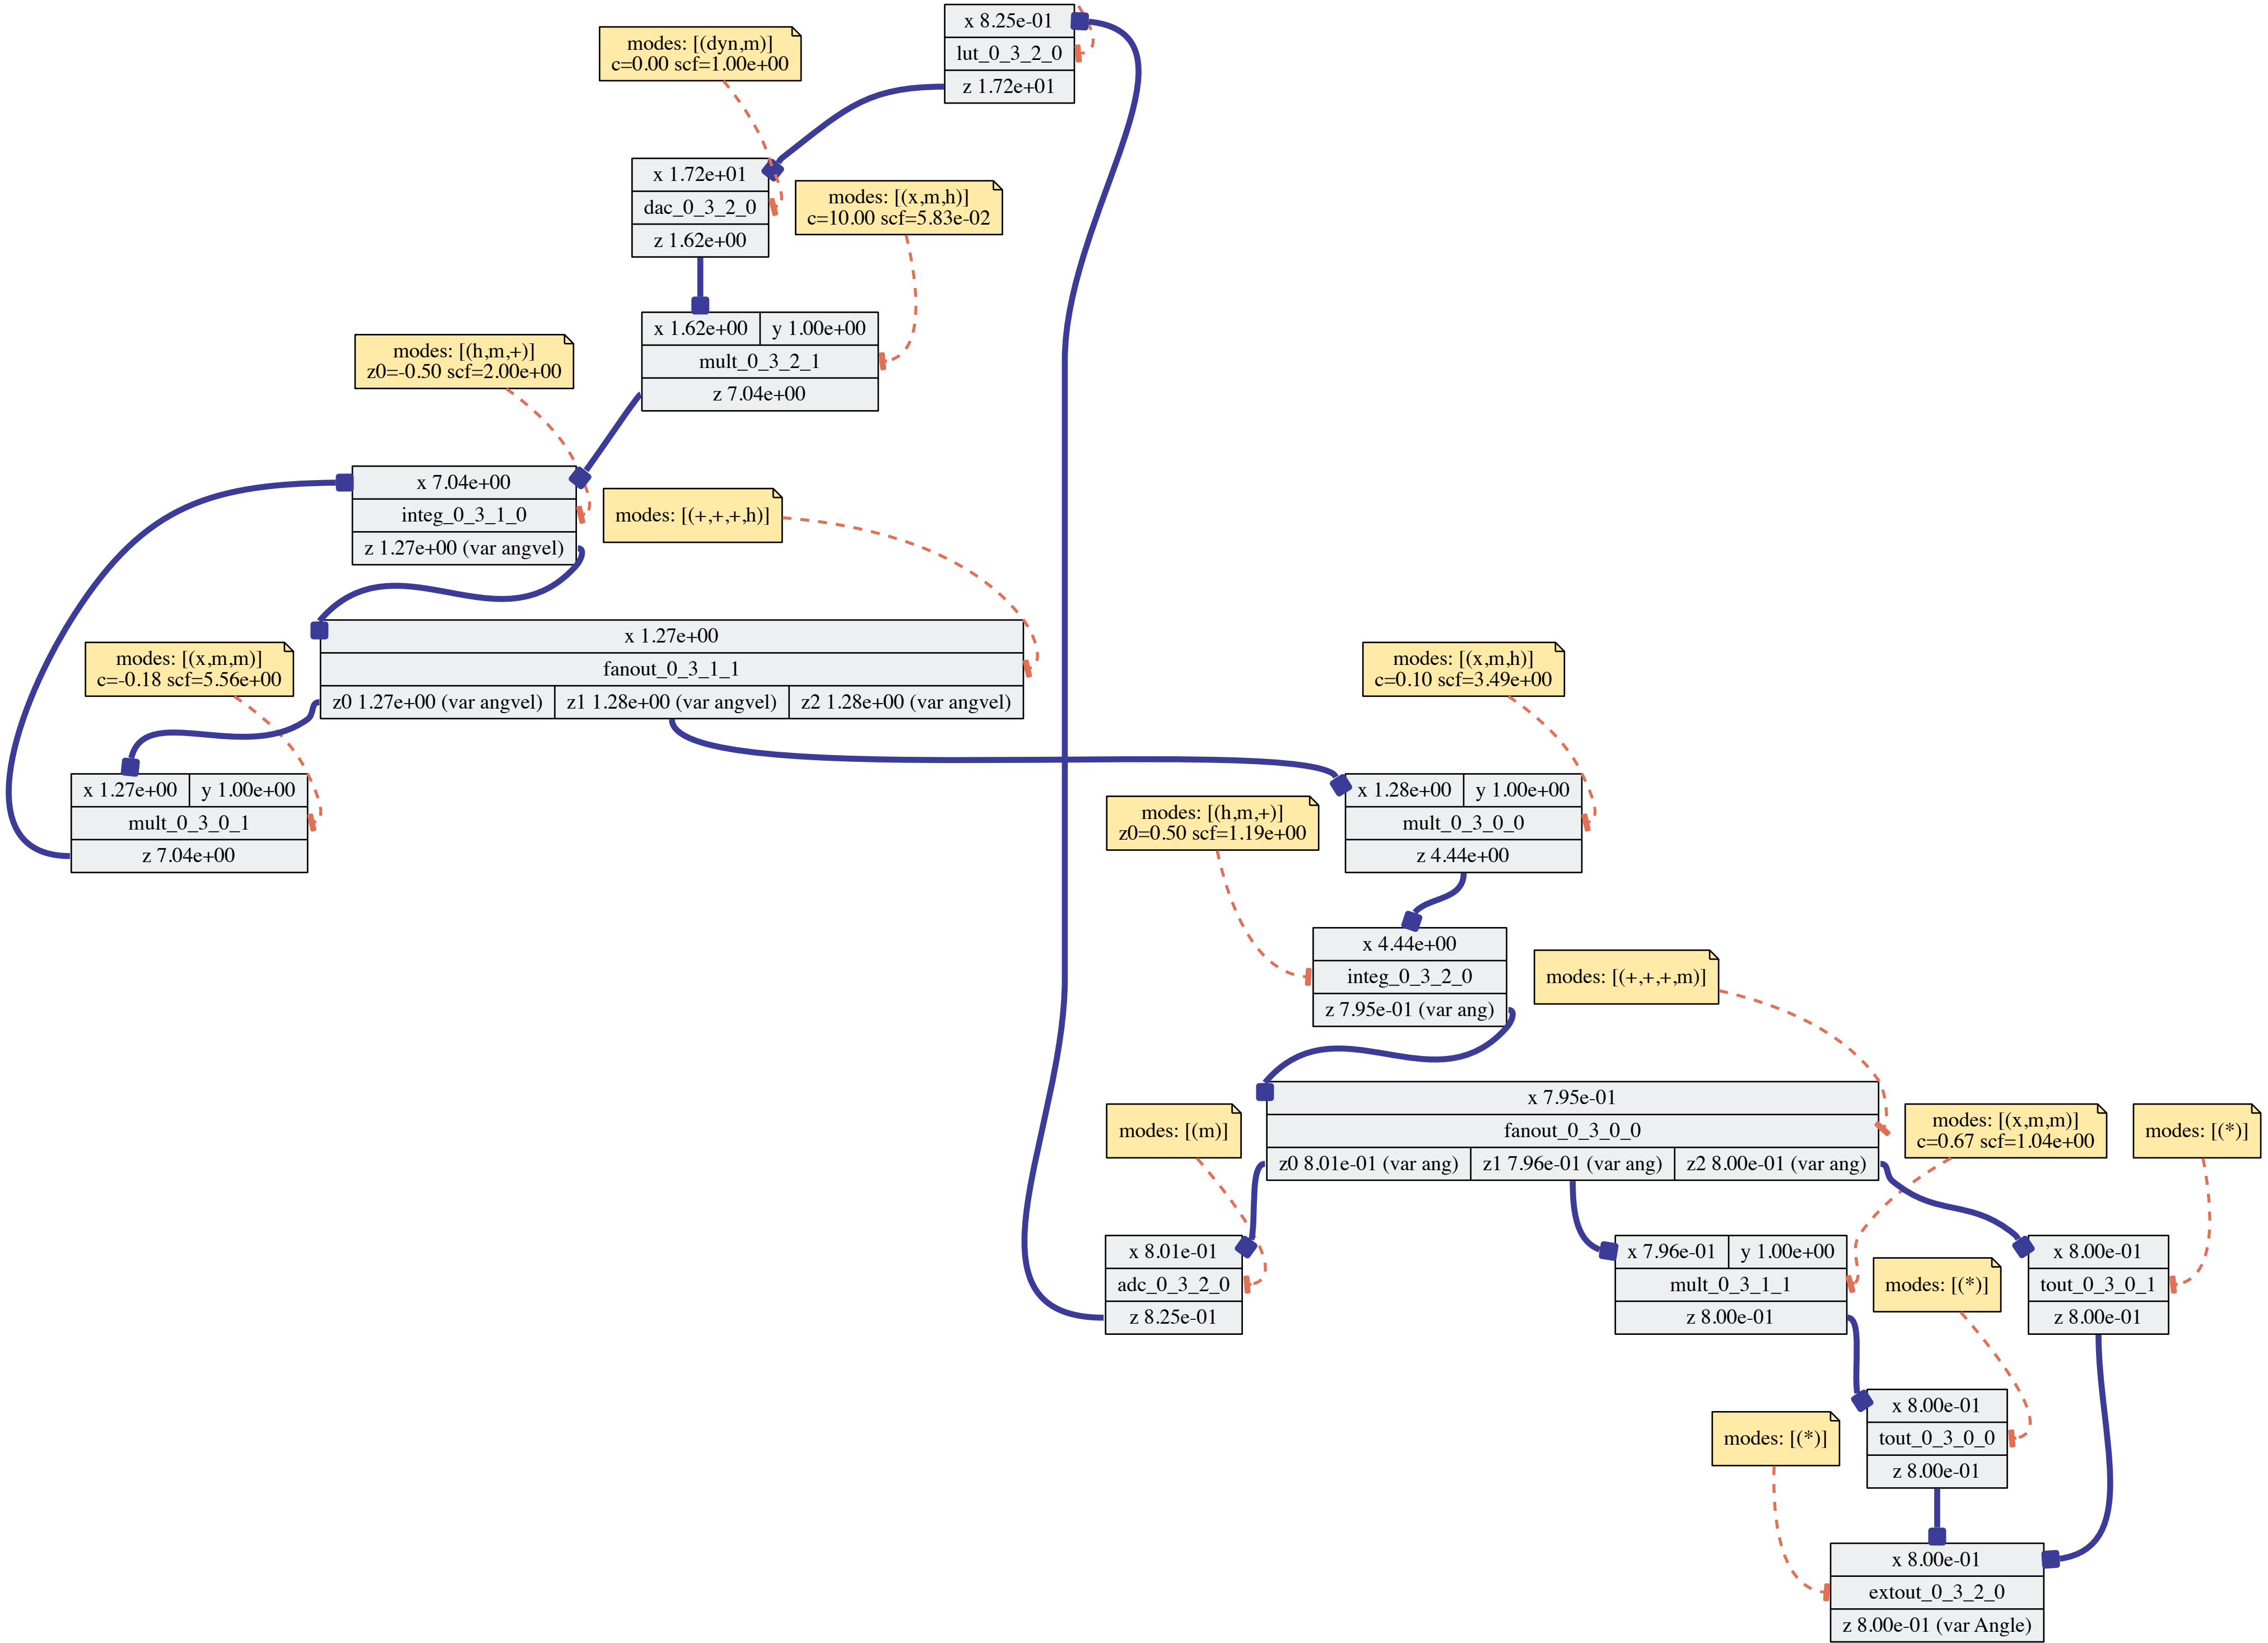 x 8.25e-01
lut_0_3_2_0
z 1.72e+01
modes: [(dyn,m)]
c=0.00 scf=1.00e+00
x 1.72e+01
dac_0_3_2_0
z 1.62e+00
modes: [(x,m,h)]
c=10.00 scf=5.83e-02
x 1.62e+00 y 1.00e+00
mult_0_3_2_1
z 7.04e+00
modes: [(h,m,+)]
z0=-0.50 scf=2.00e+00
x 7.04e+00
integ_0_3_1_0
z 1.27e+00 (var angvel)
modes: [(+,+,+,h)]
x 1.27e+00
fanout_0_3_1_1
z0 1.27e+00 (var angvel) z1 1.28e+00 (var angvel) z2 1.28e+00 (var angvel)
modes: [(x,m,m)]
c=-0.18 scf=5.56e+00
x 1.27e+00 y 1.00e+00
mult_0_3_0_1
z 7.04e+00
modes: [(x,m,h)]
c=0.10 scf=3.49e+00
x 1.28e+00 y 1.00e+00
mult_0_3_0_0
z 4.44e+00
modes: [(h,m,+)]
z0=0.50 scf=1.19e+00
x 4.44e+00
integ_0_3_2_0
z 7.95e-01 (var ang)
modes: [(+,+,+,m)]
x 7.95e-01
fanout_0_3_0_0
z0 8.01e-01 (var ang) z1 7.96e-01 (var ang) z2 8.00e-01 (var ang)
modes: [(m)]
x 8.01e-01
adc_0_3_2_0
z 8.25e-01
modes: [(x,m,m)]
c=0.67 scf=1.04e+00
x 7.96e-01 y 1.00e+00
mult_0_3_1_1
z 8.00e-01
modes: [(*)]
x 8.00e-01
tout_0_3_0_1
z 8.00e-01
modes: [(*)]
x 8.00e-01
tout_0_3_0_0
z 8.00e-01
modes: [(*)]
x 8.00e-01
extout_0_3_2_0
z 8.00e-01 (var Angle)